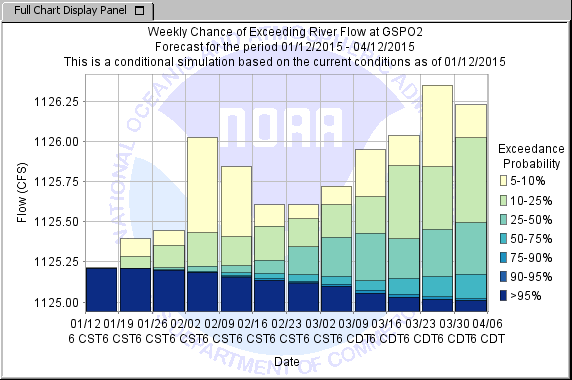 Full Chart Display Panel
Weekly Chance of Exceeding River Flow at GSPO2
Forecast for the period 01/12/2015 - 04/12/2015
This is a conditional simulation based on the current conditions as of 01/12/2015
NOAA
Flow (CFS)
1126.25
1126.00
1125.75
1125.50
1125.25
1125.00
01/12 01/19 01/26 02/02 02/09 02/16 02/23 03/02 03/09 03/16 03/23 03/30 04/06
6 CST6 CST6 CST6 CST6 CST6 CST6 CST6 CST6 CDT6 CDT6 CDT6 CDT6 CDT
Date
Exceedance
Probability
5-10%
10-25%
25-50%
50-75%
75-90%
90-95%
>95%